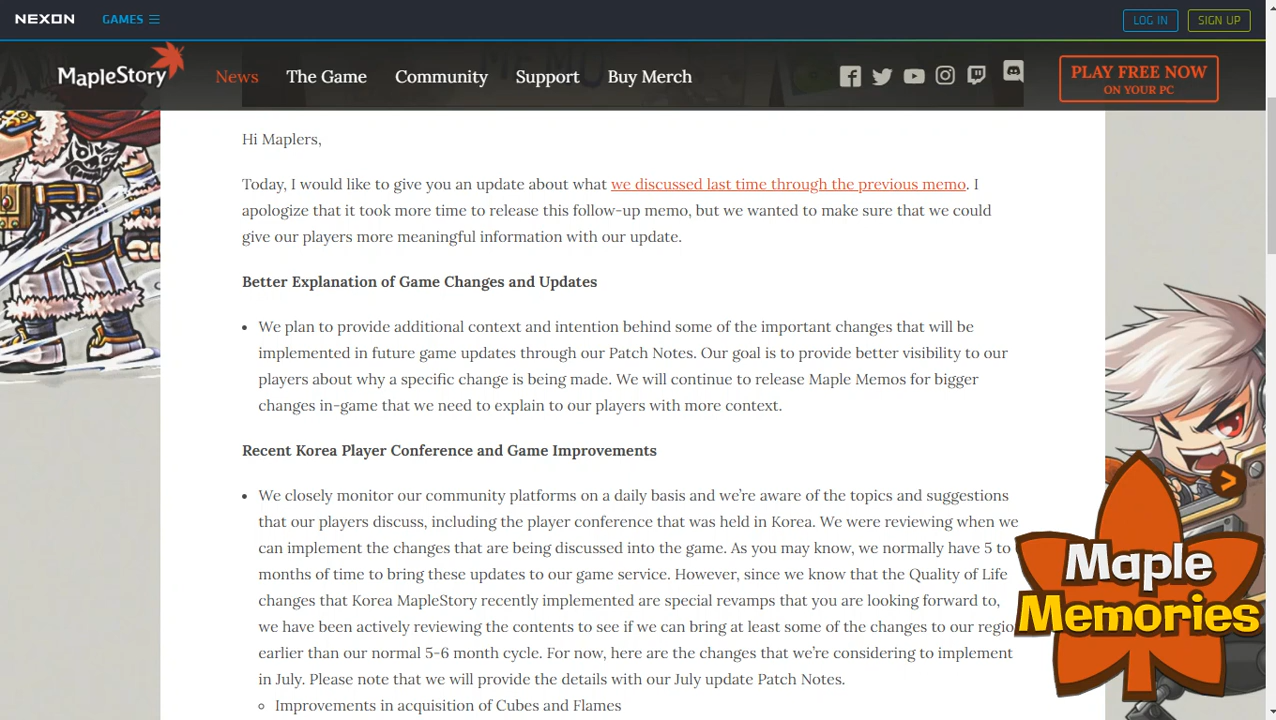 NEXON GAMES LOG IN SIGN UP
MapleStory News The Game Community Support Buy Merch PLAY FREE NOW
ON YOUR PC
Hi Maplers,
Today, I would like to give you an update about what we discussed last time through the previous memo. I
apologize that it took more time to release this follow-up memo, but we wanted to make sure that we could
give our players more meaningful information with our update.
Better Explanation of Game Changes and Updates
We plan to provide additional context and intention behind some of the important changes that will be
implemented in future game updates through our Patch Notes. Our goal is to provide better visibility to our
players about why a specific change is being made. We will continue to release Maple Memos for bigger
changes in-game that we need to explain to our players with more context.
Recent Korea Player Conference and Game Improvements
We closely monitor our community platforms on a daily basis and we're aware of the topics and suggestions
that our players discuss, including the player conference that was held in Korea. We were reviewing when we
can implement the changes that are being discussed into the game. As you may know, we normally have 5 to
months of time to bring these updates to our game service. However, since we know that the Quality of Life
changes that Korea MapleStory recently implemented are special revamps that you are looking forward to,
we have been actively reviewing the contents to see if we can bring at least some of the changes to our regio
earlier than our normal 5-6 month cycle. For now, here are the changes that we're considering to implement
in July. Please note that we will provide the details with our July update Patch Notes.
Improvements in acquisition of Cubes and Flames
>
Maple
Memories